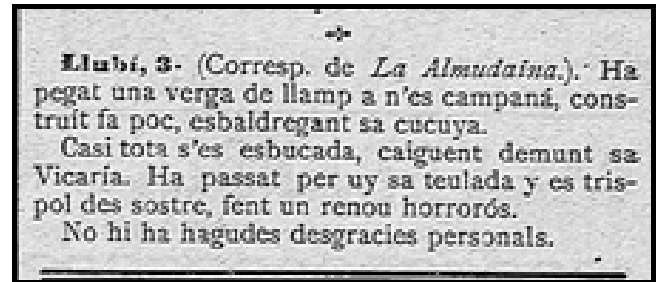 Llubí, 3- (Corresp. de La Almudaina.). Ha
pegat una verga de llamp a n'es campaná, cons-
truit fa poc, esbaldregant sa cucuya.
Casi tota s'es esbucada, caiguent demunt sa
Vicaría. Ha passat per uy sa teulada y es tris-
pol des sostre, fent un renou horrorós.
No hi ha hagudes desgracies personals.